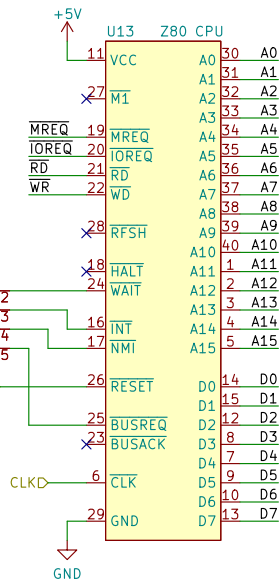 +5V
U13 Z80 CPU
11 VCC A0 30 A0
A1 31 A1
27 M1 A2 32 A2
A3 33 A3
MREQ 19 MREQ A4 34 A4
IOREQ 20 IOREQ A5 35 A5
RD 21 RD A6 36 A6
WR 22 WD A7 37 A7
A8 38 A8
28 RFSH A9 39 A9
A10 40 A10
18 HALT A11 1 A11
24 WAIT A12 2 A12
2
A13 3 A13
3 16 INT A14 4 A14
4 17 NMI A15 5 A15
5
26 RESET D0 14 D0
D1 15 D1
25 BUSREQ D2 12 D2
23 BUSACK D3 8 D3
D4 7 D4
CLK 6 CLK D5 9 D5
D6 10 D6
29 GND D7 13 D7
GND